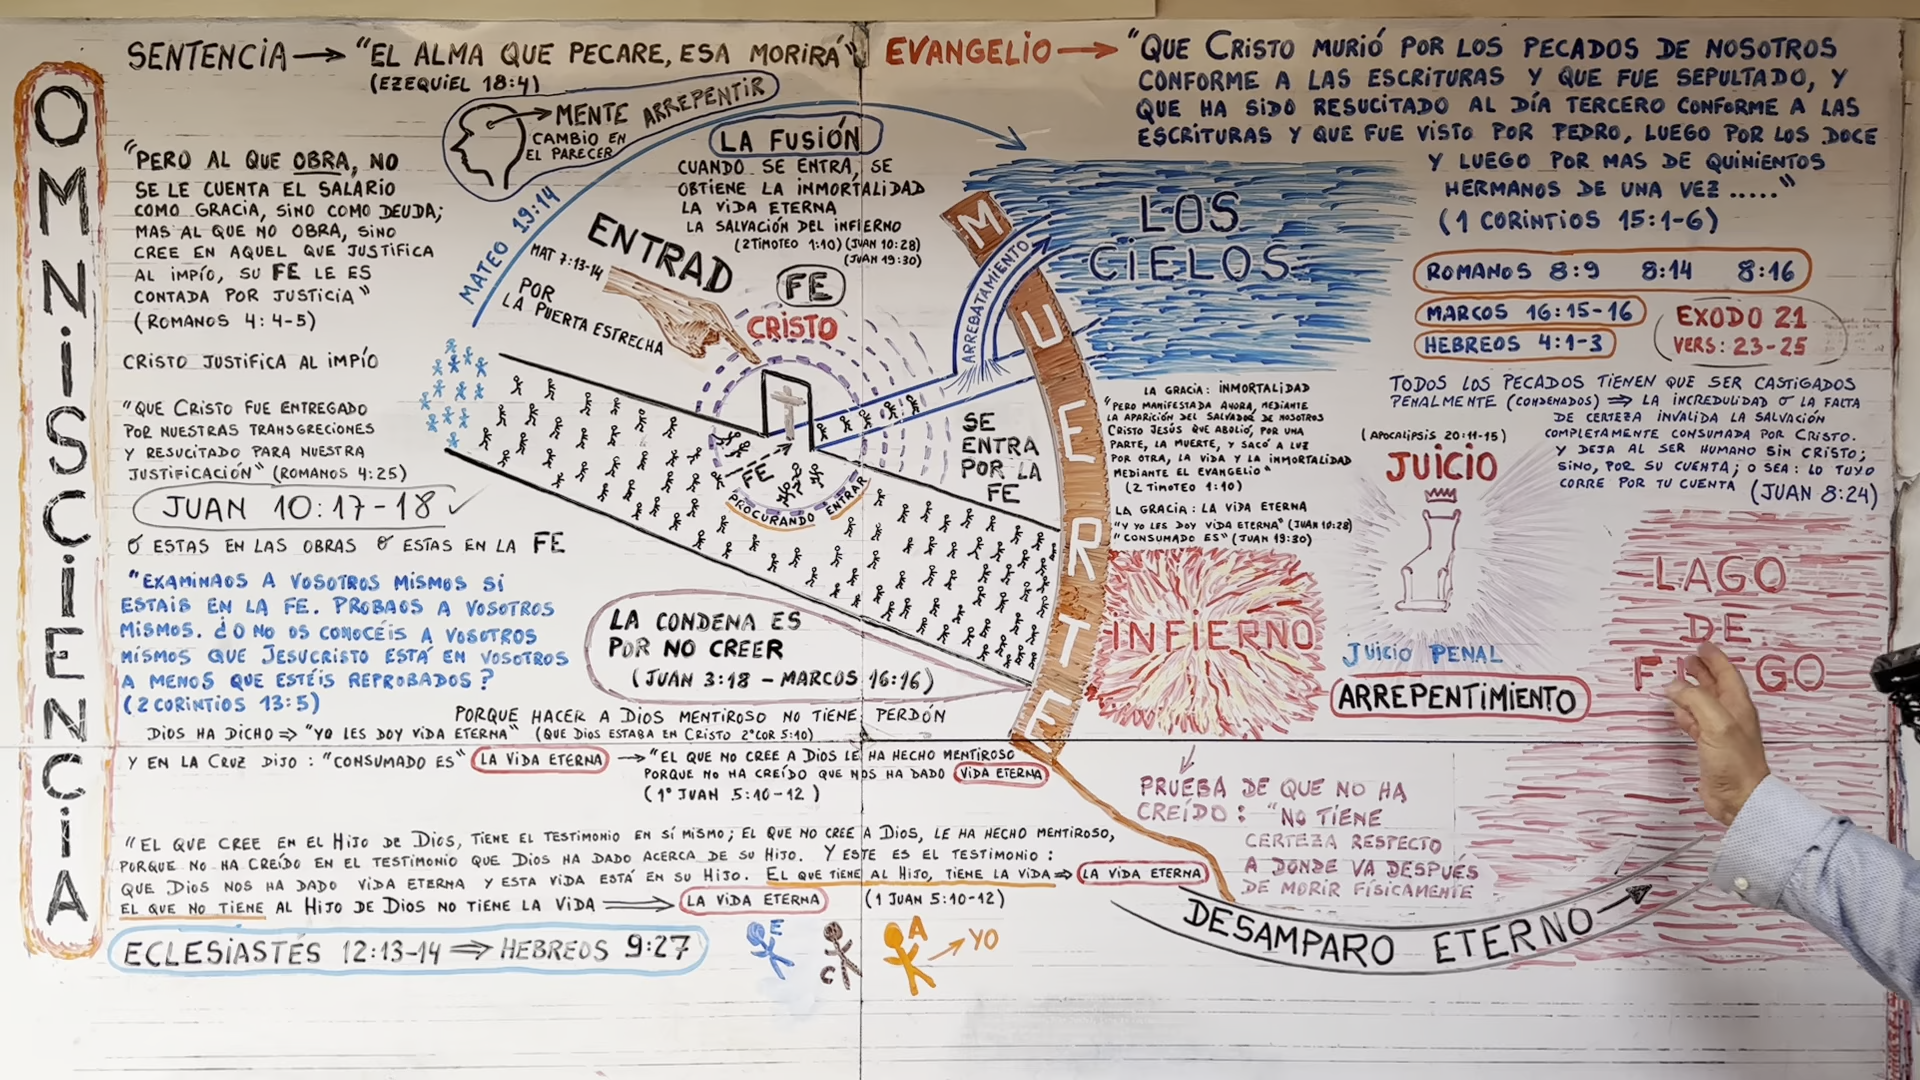 OMNISCIENCIA
SENTENCIA → "EL ALMA QUE PECARE, ESA MORIRÁ"
(EZEQUIEL 18:4)
EVANGELIO → "QUE CRISTO MURIÓ POR LOS PECADOS DE NOSOTROS
CONFORME A LAS ESCRITURAS Y QUE FUE SEPULTADO, Y
QUE HA SIDO RESUCITADO AL DÍA TERCERO CONFORME A LAS
ESCRITURAS Y QUE FUE VISTO POR PEDRO, LUEGO POR LOS DOCE
Y LUEGO POR MAS DE QUINIENTOS
HERMANOS DE UNA VEZ ....."
(1 CORINTIOS 15:1-6)
→ MENTE ARREPENTIR
CAMBIO EN
EL PARECER
"PERO AL QUE OBRA, NO
SE LE CUENTA EL SALARIO
COMO GRACIA, SINO COMO DEUDA;
MAS AL QUE NO OBRA, SINO
CREE EN AQUEL QUE JUSTIFICA
AL IMPÍO, SU FE LE ES
CONTADA POR JUSTICIA"
(ROMANOS 4:4-5)
CRISTO JUSTIFICA AL IMPÍO
"QUE CRISTO FUE ENTREGADO
POR NUESTRAS TRANSGRECIONES
Y RESUCITADO PARA NUESTRA
JUSTIFICACIÓN" (ROMANOS 4:25)
JUAN 10:17-18
Ó ESTAS EN LAS OBRAS Ó ESTAS EN LA FE
"EXAMINAOS A VOSOTROS MISMOS SI
ESTAIS EN LA FE. PROBAOS A VOSOTROS
MISMOS. ¿O NO OS CONOCÉIS A VOSOTROS
MISMOS QUE JESUCRISTO ESTÁ EN VOSOTROS
A MENOS QUE ESTÉIS REPROBADOS?
(2 CORINTIOS 13:5)
MATEO 19:14
LA FUSIÓN
CUANDO SE ENTRA, SE
OBTIENE LA INMORTALIDAD
LA VIDA ETERNA
LA SALVACIÓN DEL INFIERNO
(2TIMOTEO 1:10) (JUAN 10:28)
(JUAN 19:30)
ENTRAD
MAT 7:13-14
POR
LA PUERTA ESTRECHA
FE
CRISTO
FE
PROCURANDO ENTRAR
SE
ENTRA
POR LA
FE
ARREBATAMIENTO
MUERTE
LOS
CIELOS
ROMANOS 8:9 8:14 8:16
MARCOS 16:15-16
HEBREOS 4:1-3
EXODO 21
VERS: 23-25
TODOS LOS PECADOS TIENEN QUE SER CASTIGADOS
PENALMENTE (CONDENADOS) ⇒ LA INCREDULIDAD O LA FALTA
DE CERTEZA INVALIDA LA SALVACIÓN
COMPLETAMENTE CONSUMADA POR CRISTO.
Y DEJA AL SER HUMANO SIN CRISTO;
SINO, POR SU CUENTA; O SEA: LO TUYO
CORRE POR TU CUENTA (JUAN 8:24)
LA GRACIA: INMORTALIDAD
"PERO MANIFESTADA AHORA, MEDIANTE
LA APARICIÓN DEL SALVADOR DE NOSOTROS
CRISTO JESÚS QUE ABOLIÓ, POR UNA
PARTE, LA MUERTE, Y SACÓ A LUZ
POR OTRA, LA VIDA Y LA INMORTALIDAD
MEDIANTE EL EVANGELIO"
(2 TIMOTEO 1:10)
LA GRACIA: LA VIDA ETERNA
"Y YO LES DOY VIDA ETERNA" (JUAN 10:28)
"CONSUMADO ES" (JUAN 19:30)
(APOCALIPSIS 20:11-15)
JUICIO
JUICIO PENAL
INFIERNO
LAGO
DE
FUEGO
LA CONDENA ES
POR NO CREER
(JUAN 3:18 - MARCOS 16:16)
ARREPENTIMIENTO
PORQUE HACER A DIOS MENTIROSO NO TIENE PERDÓN
DIOS HA DICHO ⇒ "YO LES DOY VIDA ETERNA" (QUE DIOS ESTABA EN CRISTO 2°COR 5:10)
Y EN LA CRUZ DIJO: "CONSUMADO ES" LA VIDA ETERNA → "EL QUE NO CREE A DIOS LE HA HECHO MENTIROSO
PORQUE NO HA CREÍDO QUE NOS HA DADO VIDA ETERNA
(1° JUAN 5:10-12)
PRUEBA DE QUE NO HA
CREÍDO: "NO TIENE
CERTEZA RESPECTO
A DONDE VA DESPUÉS
DE MORIR FÍSICAMENTE
"EL QUE CREE EN EL HIJO DE DIOS, TIENE EL TESTIMONIO EN SÍ MISMO; EL QUE NO CREE A DIOS, LE HA HECHO MENTIROSO,
PORQUE NO HA CREÍDO EN EL TESTIMONIO QUE DIOS HA DADO ACERCA DE SU HIJO. Y ESTE ES EL TESTIMONIO:
QUE DIOS NOS HA DADO VIDA ETERNA Y ESTA VIDA ESTÁ EN SU HIJO. EL QUE TIENE AL HIJO, TIENE LA VIDA ⇒ LA VIDA ETERNA
EL QUE NO TIENE AL HIJO DE DIOS NO TIENE LA VIDA ⇒ LA VIDA ETERNA (1 JUAN 5:10-12)
DESAMPARO ETERNO →
ECLESIASTÉS 12:13-14 ⇒ HEBREOS 9:27
E
C
A → YO